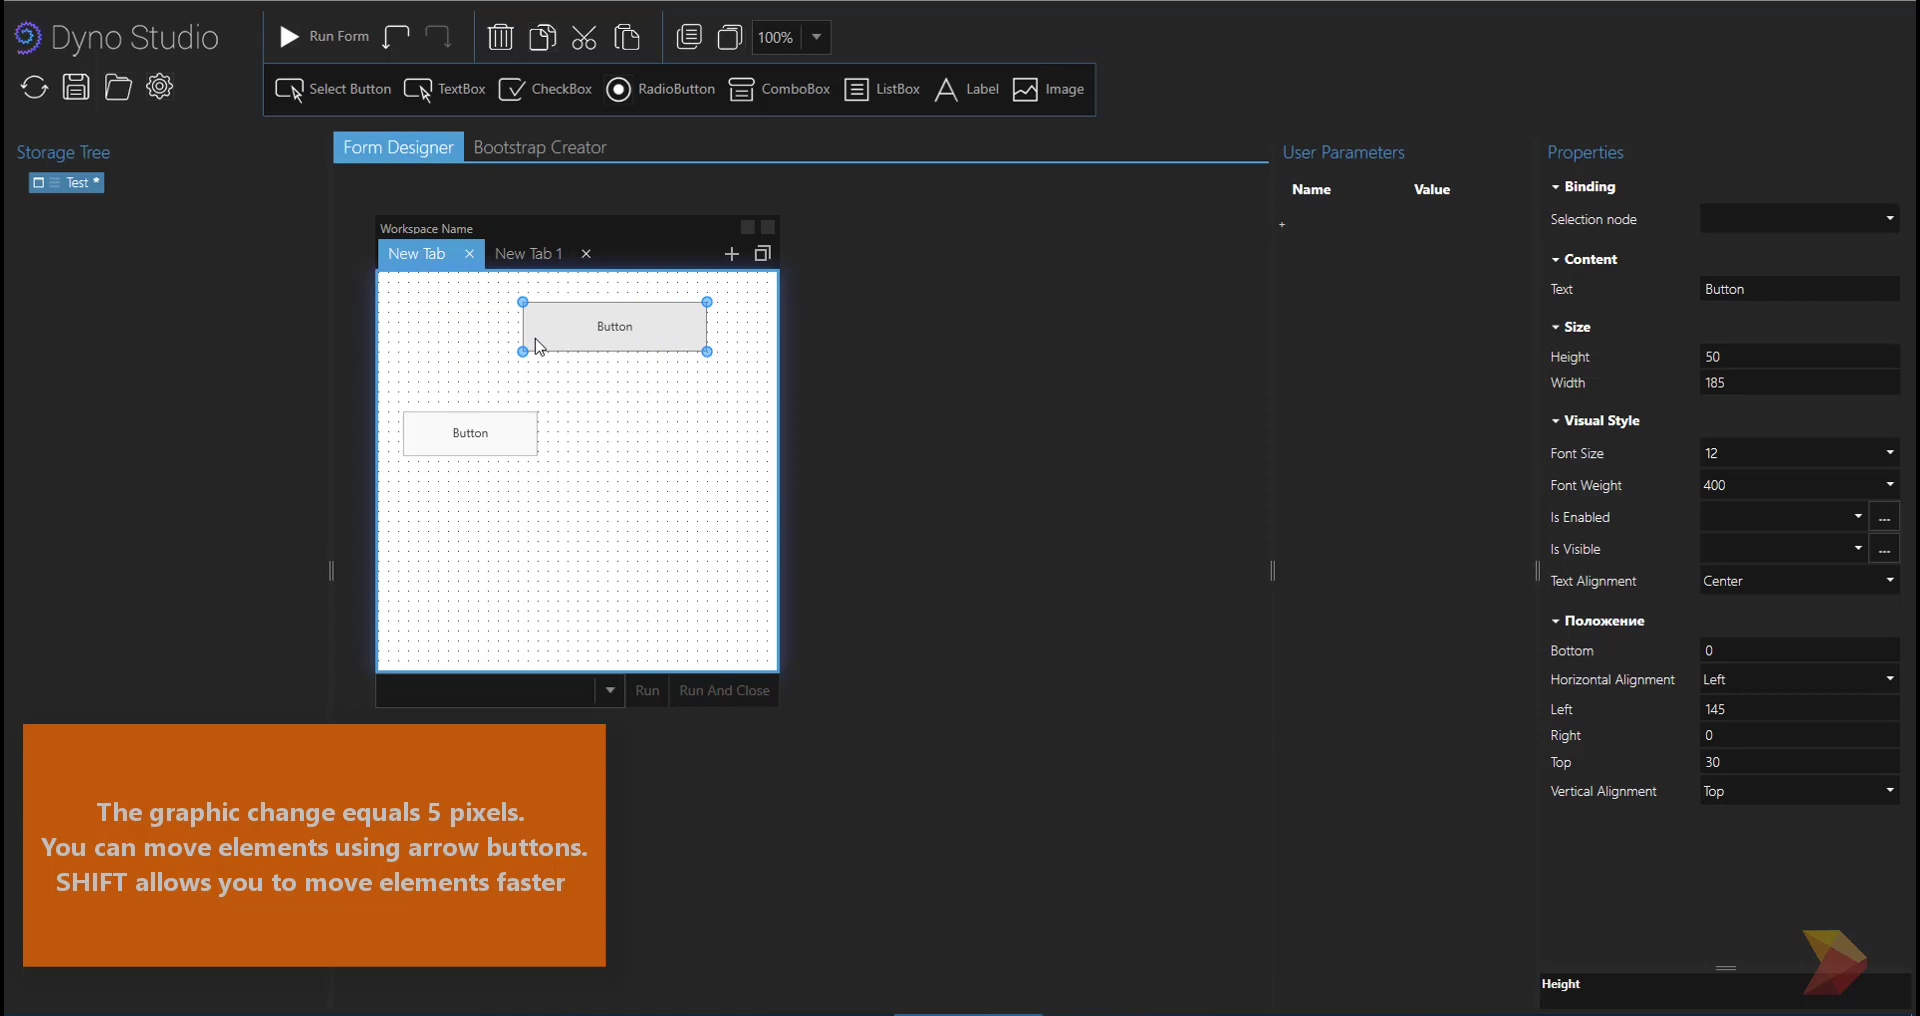 Dyno Studio
Run Form
100%
Select Button
TextBox
CheckBox
RadioButton
ComboBox
ListBox
Label
Image
Storage Tree
Test *
Form Designer
Bootstrap Creator
Workspace Name
New Tab
New Tab 1
Button
Button
Run
Run And Close
The graphic change equals 5 pixels.
You can move elements using arrow buttons.
SHIFT allows you to move elements faster
User Parameters
Name Value
+
Properties
Binding
Selection node
Content
Text Button
Size
Height 50
Width 185
Visual Style
Font Size 12
Font Weight 400
Is Enabled ...
Is Visible ...
Text Alignment Center
Положение
Bottom 0
Horizontal Alignment Left
Left 145
Right 0
Top 30
Vertical Alignment Top
Height